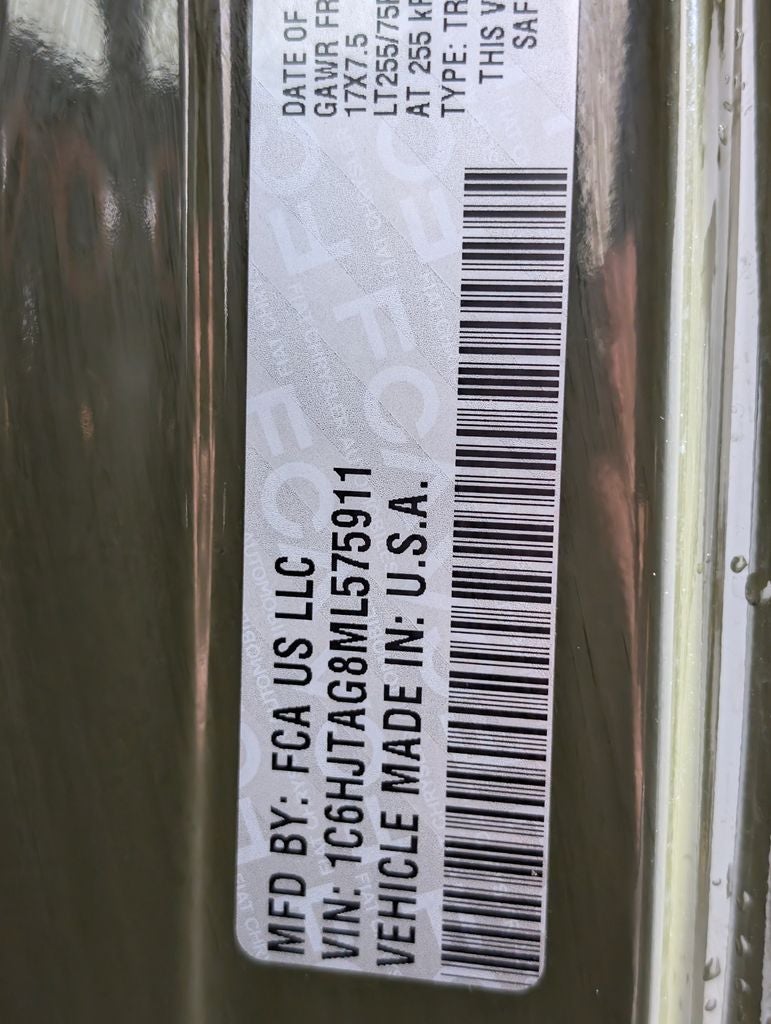 MFD BY: FCA US LLC
VIN: 1C6HJTAG8ML575911
VEHICLE MADE IN: U.S.A.
DATE OF
GAWR FR
17X7.5
LT255/75
AT 255 kP
TYPE: TR
THIS V
SAF